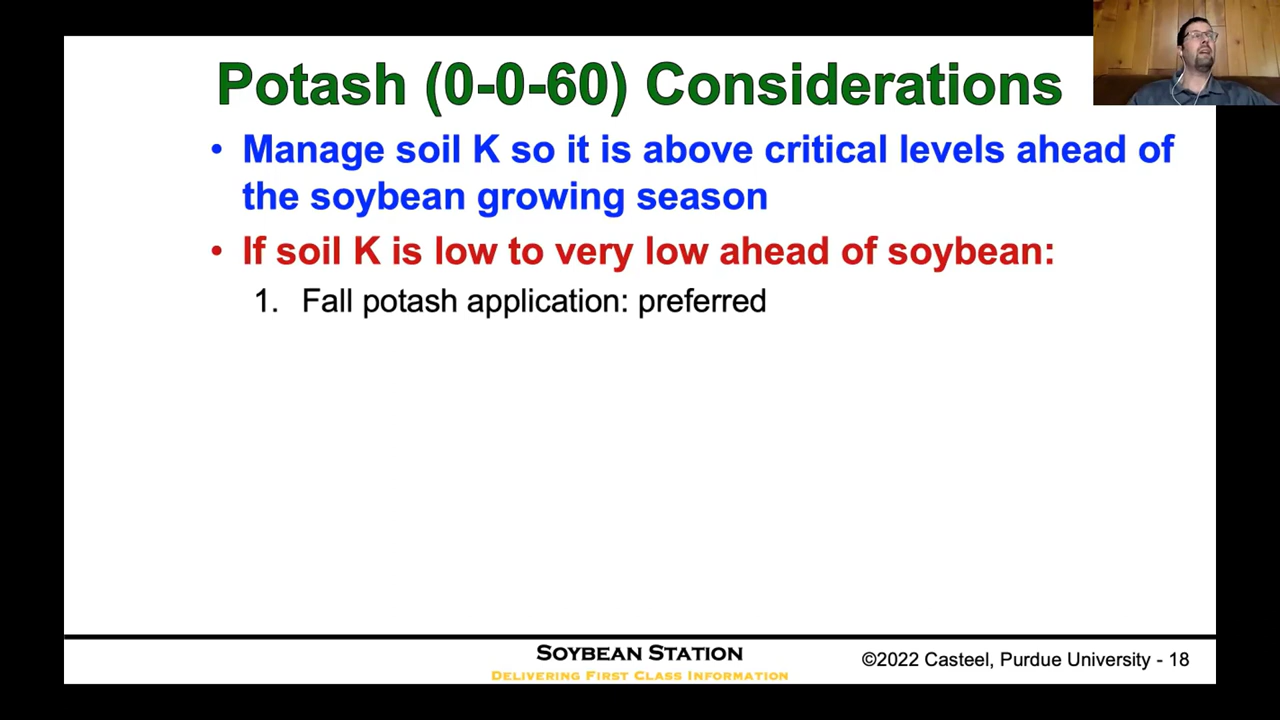 Potash (0-0-60) Considerations
• Manage soil K so it is above critical levels ahead of
the soybean growing season
• If soil K is low to very low ahead of soybean:
1. Fall potash application: preferred
SOYBEAN STATION
DELIVERING FIRST CLASS INFORMATION
©2022 Casteel, Purdue University - 18